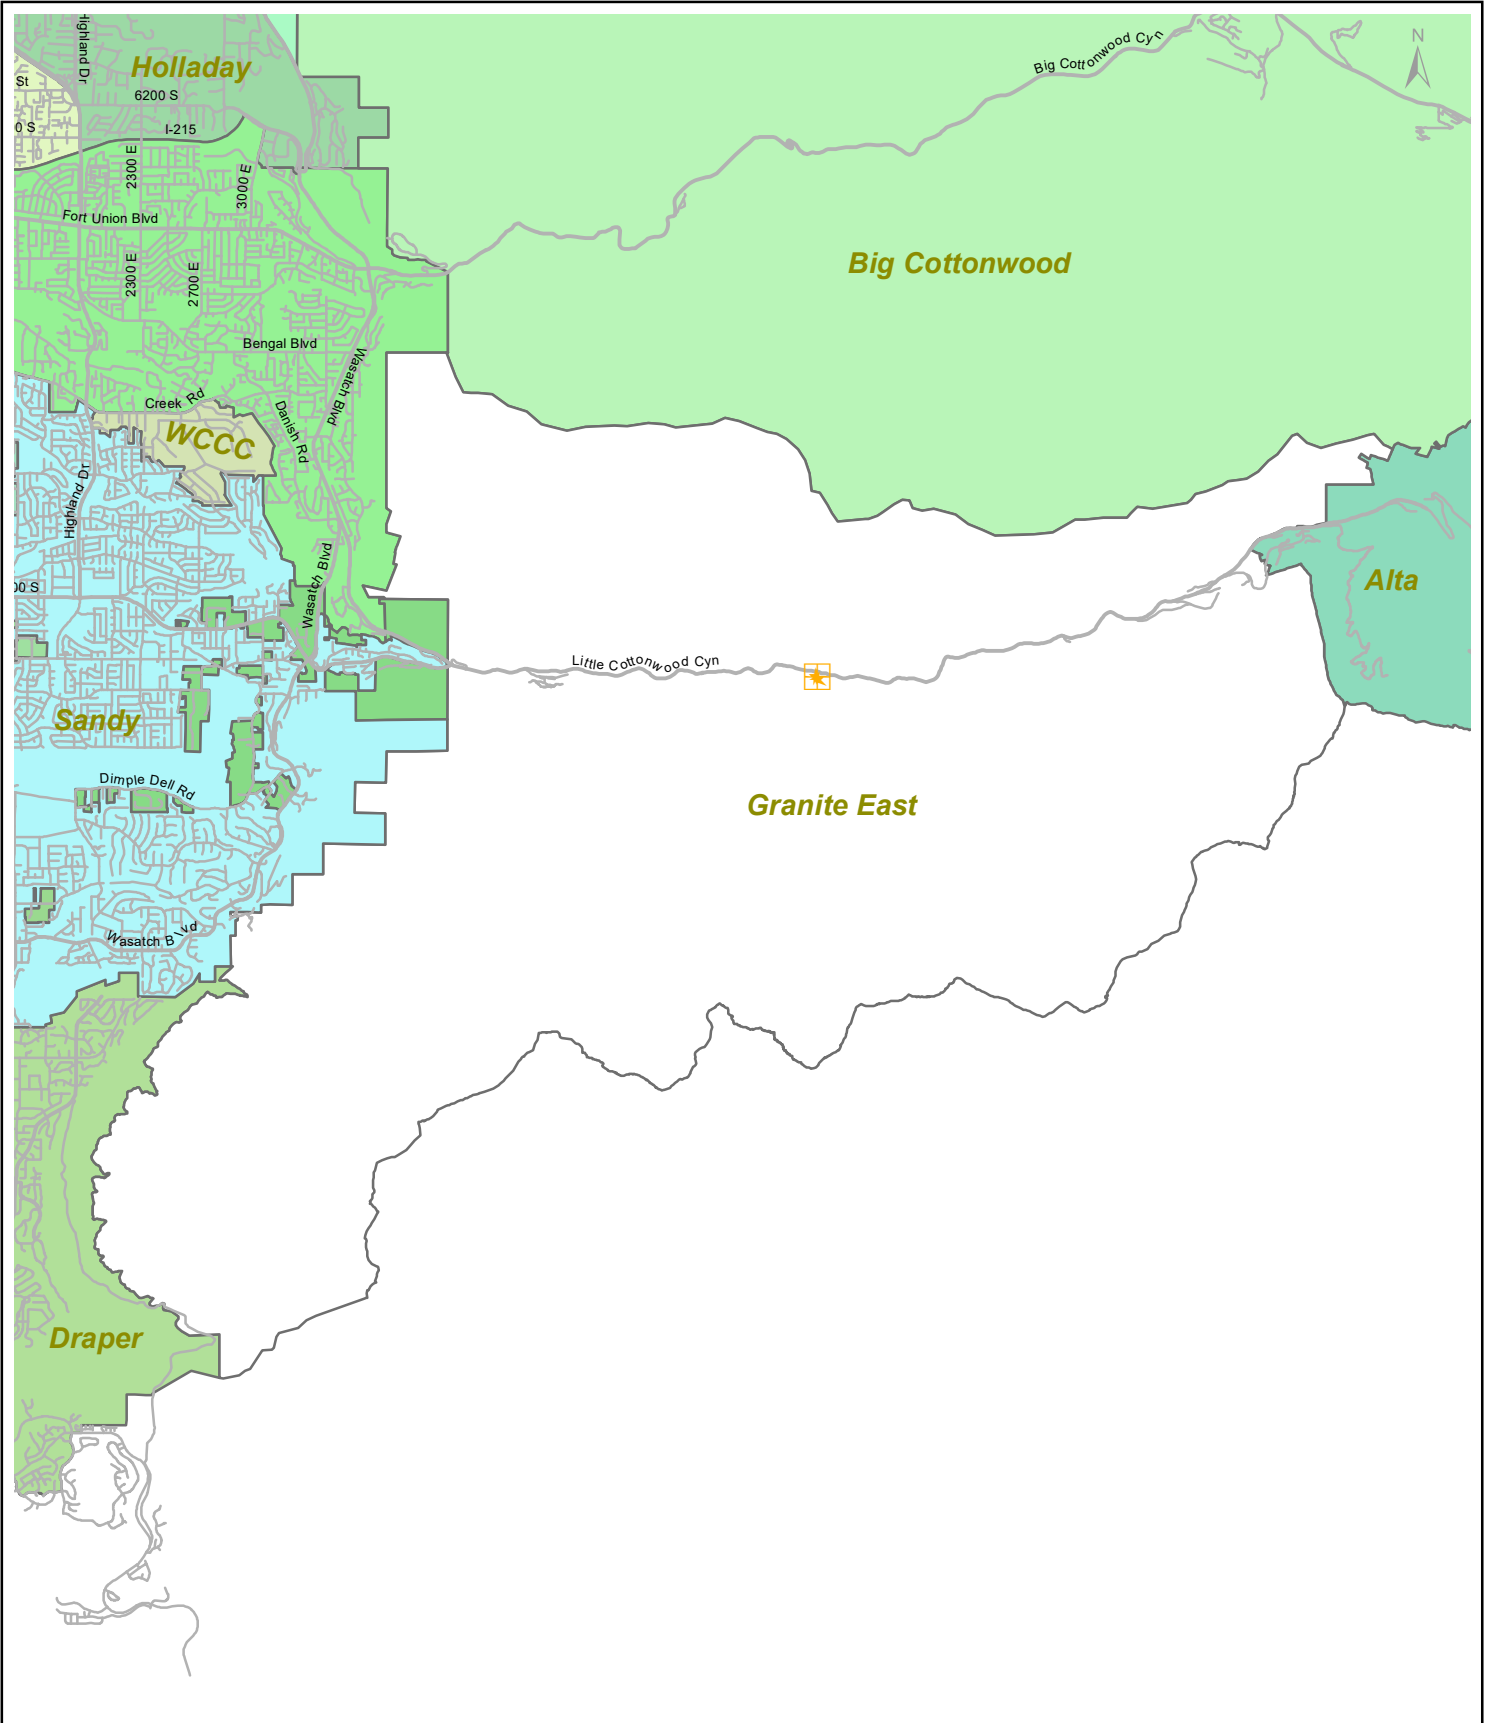 Highland Dr
Holladay
Big Cottonwood Cyn
N
St
6200 S
0 S
I-215
2300 E
3000 E
Fort Union Blvd
2300 E
2700 E
Big Cottonwood
Bengal Blvd
Wasatch Blvd
Creek Rd
Danish Rd
WCCC
Highland Dr
Wasatch Blvd
00 S
Alta
Little Cottonwood Cyn
Sandy
Dimple Dell Rd
Granite East
Wasatch Blvd
Draper